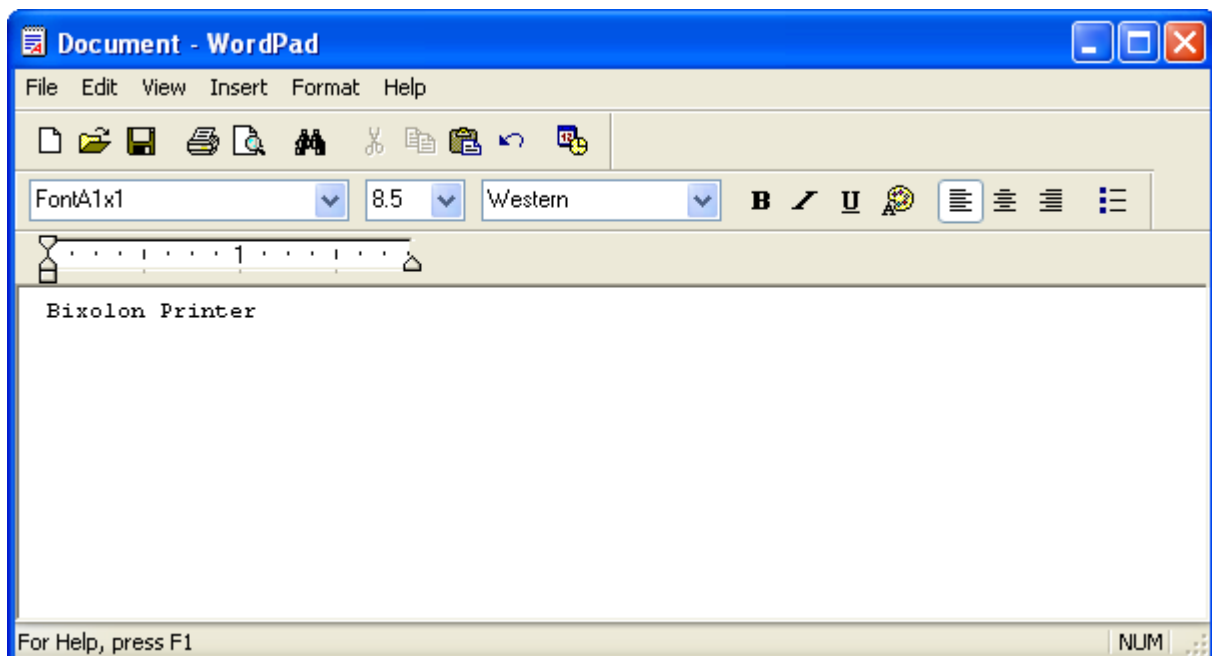 Document - WordPad
File Edit View Insert Format Help
FontA1x1 8.5 Western B U A
1
Bixolon Printer
For Help, press F1 NUM